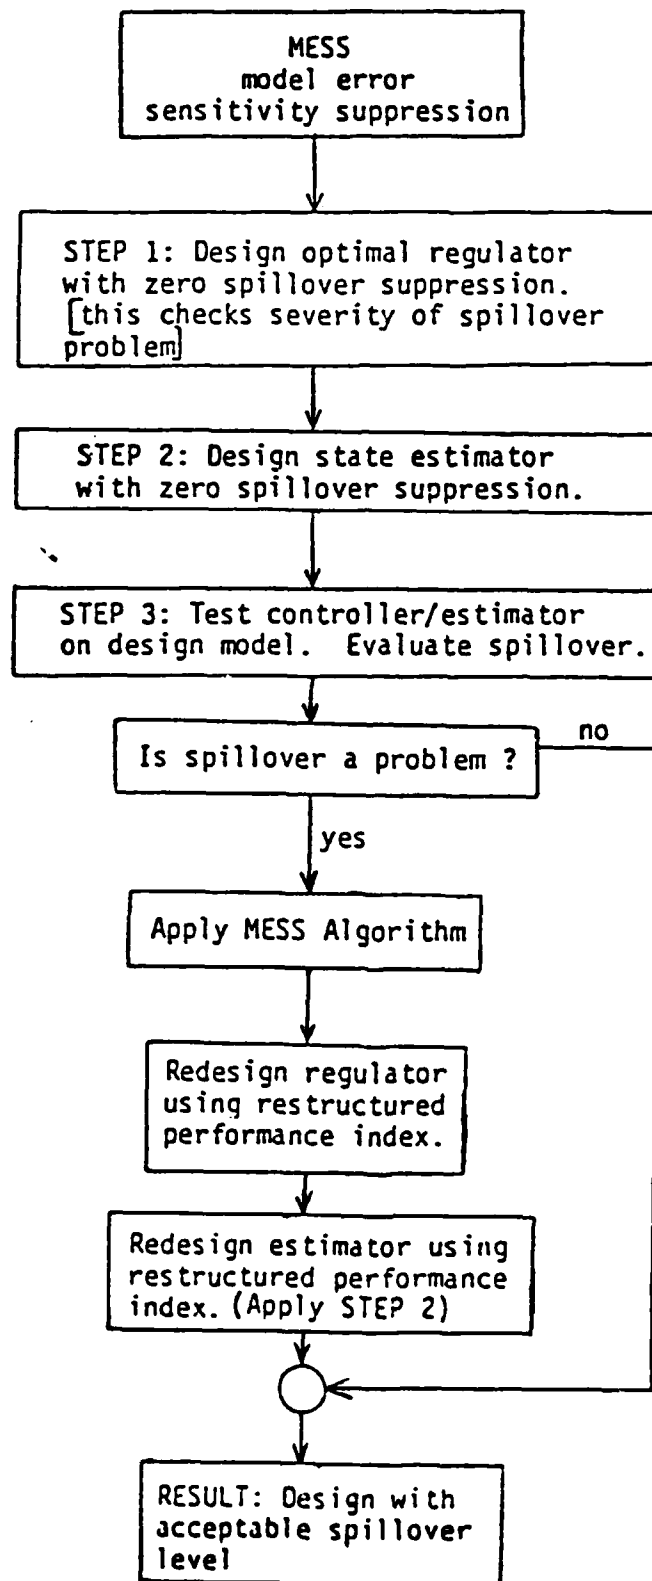 MESS
model error
sensitivity suppression
STEP 1: Design optimal regulator
with zero spillover suppression.
[this checks severity of spillover
problem]
STEP 2: Design state estimator
with zero spillover suppression.
STEP 3: Test controller/estimator
on design model. Evaluate spillover.
Is spillover a problem ?
no
yes
Apply MESS Algorithm
Redesign regulator
using restructured
performance index.
Redesign estimator using
restructured performance
index. (Apply STEP 2)
RESULT: Design with
acceptable spillover
level